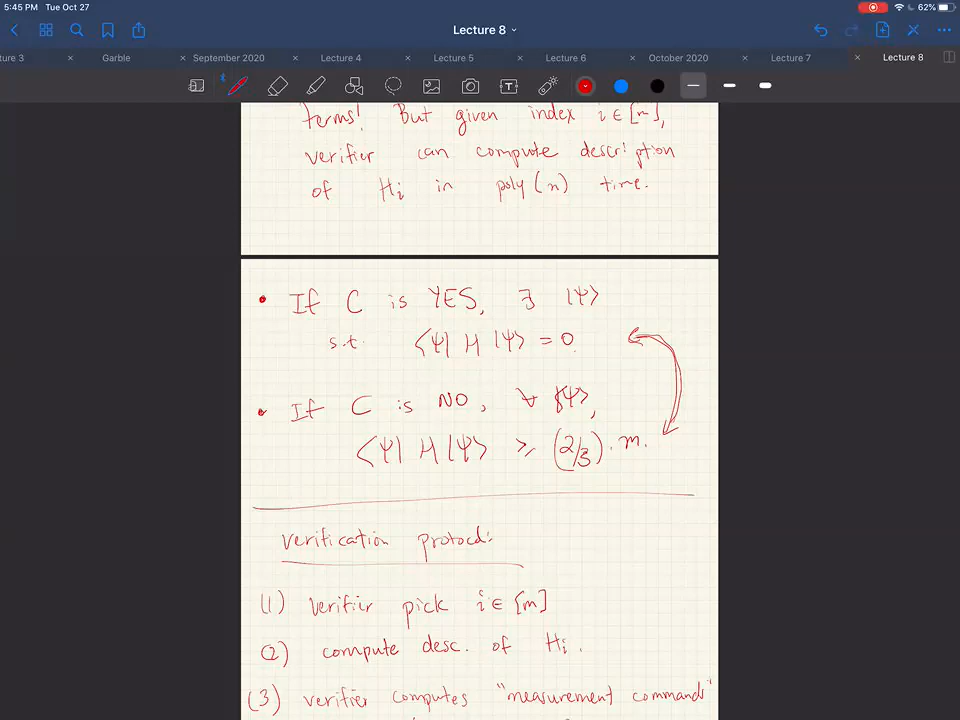 5:45 PM Tue Oct 27
62%
Lecture 8
ure 3
Garble
September 2020
Lecture 4
Lecture 5
Lecture 6
October 2020
Lecture 7
Lecture 8
terms! But given index i ∈ [m],
verifier can compute description
of Hi in poly(n) time.
• If C is YES, ∃ |Ψ⟩
s.t. ⟨Ψ| H |Ψ⟩ = 0.
• If C is NO, ∀ |Ψ⟩,
⟨Ψ| H |Ψ⟩ ≥ (2/3) · m.
Verification protocol:
(1) verifier pick i ∈ [m]
(2) compute desc. of Hi.
(3) verifier computes "measurement commands"